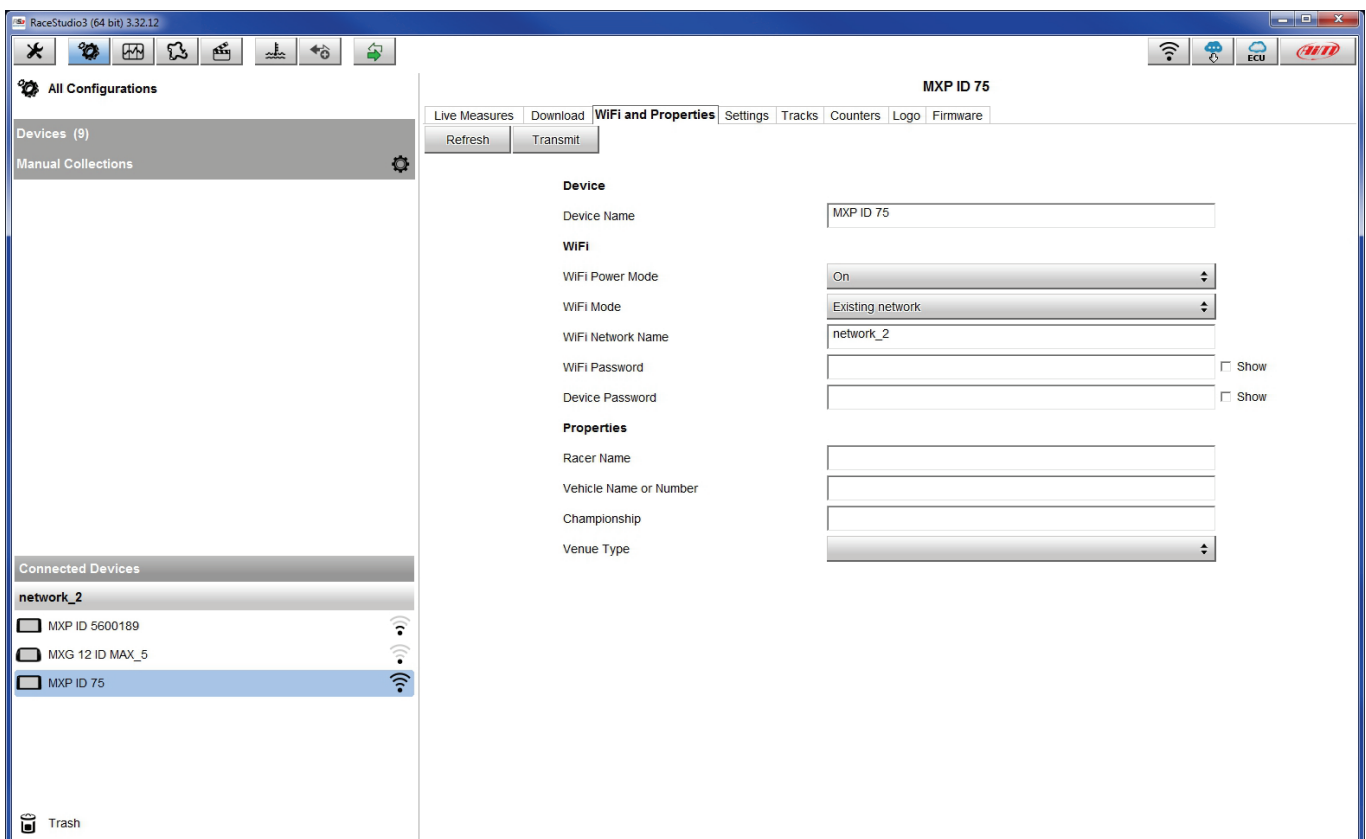 RaceStudio3 (64 bit) 3.32.12
ECU
AiM
All Configurations
MXP ID 75
Live Measures Download WiFi and Properties Settings Tracks Counters Logo Firmware
Devices (9)
Refresh Transmit
Manual Collections
Device
Device Name MXP ID 75
WiFi
WiFi Power Mode On
WiFi Mode Existing network
WiFi Network Name network_2
WiFi Password Show
Device Password Show
Properties
Racer Name
Vehicle Name or Number
Championship
Venue Type
Connected Devices
network_2
MXP ID 5600189
MXG 12 ID MAX_5
MXP ID 75
Trash